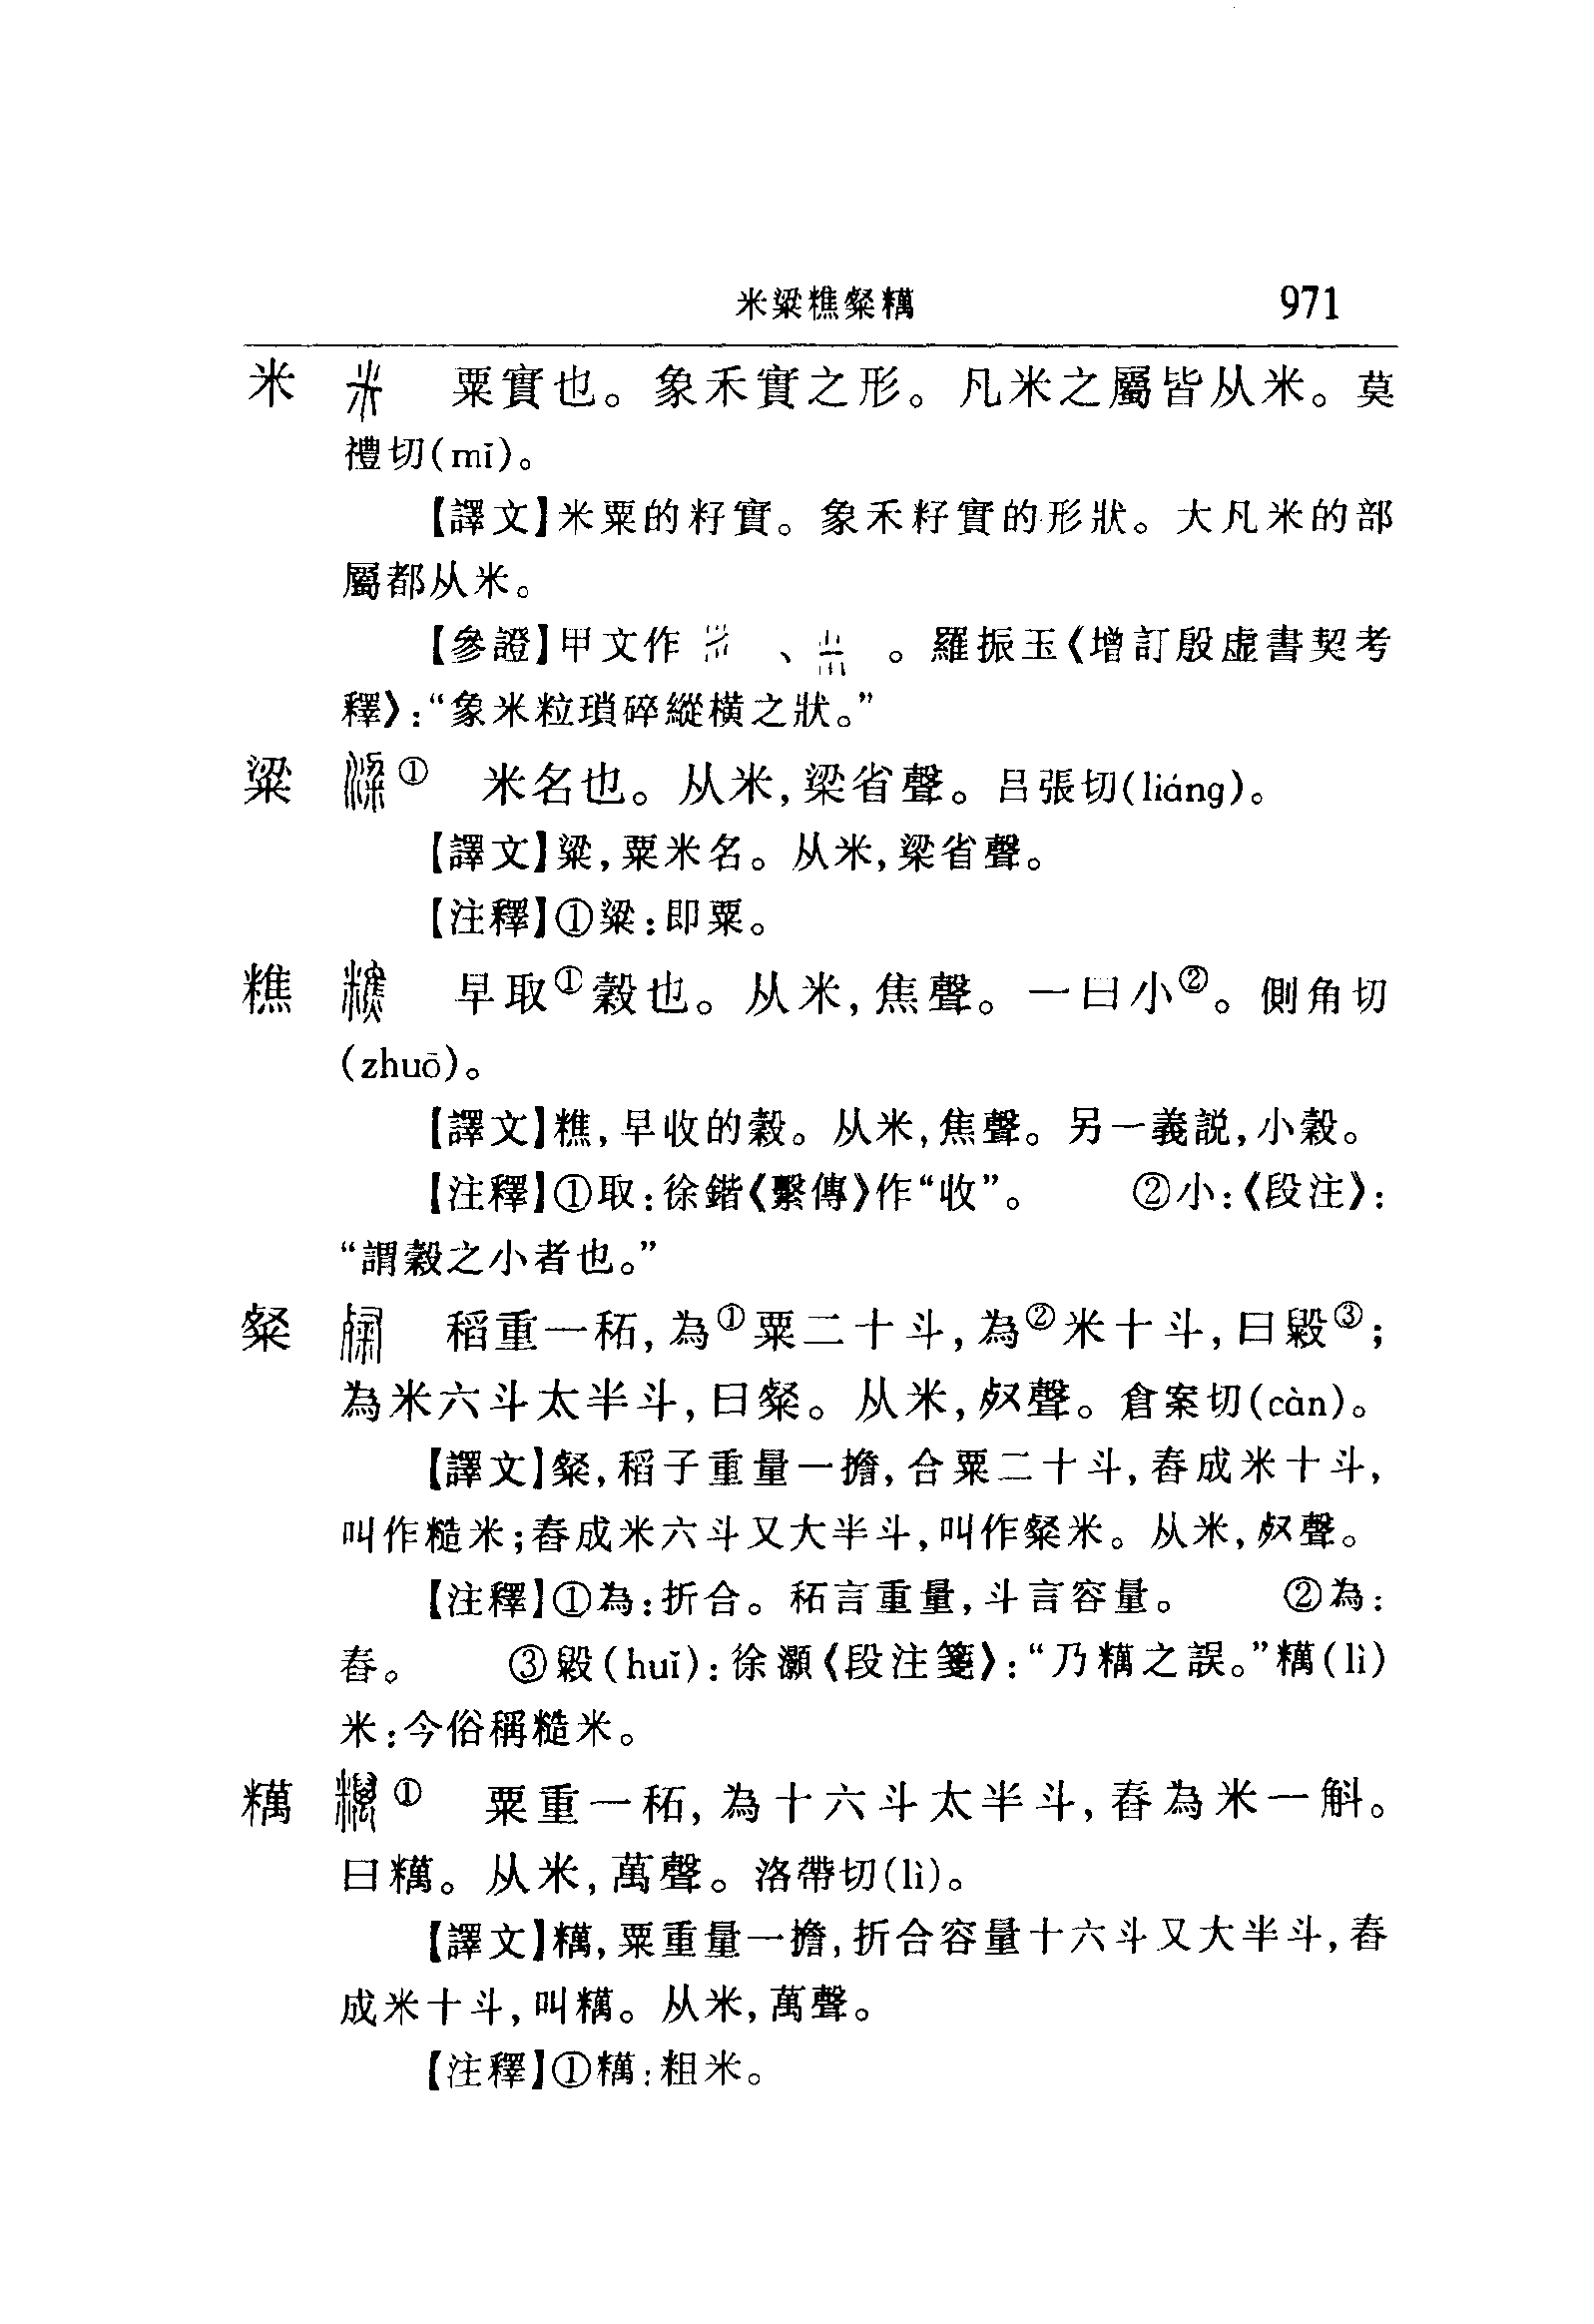 米粱糕粲糲 971
米 粟實也。象禾實之形。凡米之屬皆从米。莫
禮切(mǐ)。
【譯文】米粟的籽實。象禾籽實的形狀。大凡米的部
屬都从米。
【參證】甲文作 、 。羅振玉《增訂殷虛書契考
釋》:“象米粒瑣碎縱橫之狀。”
粱 ① 米名也。从米,梁省聲。吕張切(liáng)。
【譯文】粱,粟米名。从米,梁省聲。
【注釋】①粱:即粟。
糕 早取①穀也。从米,焦聲。一曰小②。側角切
(zhuō)。
【譯文】糕,早收的穀。从米,焦聲。另一義説,小穀。
【注釋】①取:徐鍇《繫傳》作“收”。 ②小:《段注》:
“謂穀之小者也。”
粲 稻重一䄷,為①粟二十斗,為②米十斗,曰毇③;
為米六斗太半斗,曰粲。从米,𣦼聲。倉案切(càn)。
【譯文】粲,稻子重量一擔,合粟二十斗,舂成米十斗,
叫作糙米;舂成米六斗又大半斗,叫作粲米。从米,𣦼聲。
【注釋】①為:折合。䄷言重量,斗言容量。 ②為:
舂。 ③毇(huǐ):徐灝《段注箋》:“乃糲之誤。”糲(lì)
米:今俗稱糙米。
糲 ① 粟重一䄷,為十六斗太半斗,舂為米一斛。
曰糲。从米,萬聲。洛帶切(lì)。
【譯文】糲,粟重量一擔,折合容量十六斗又大半斗,舂
成米十斗,叫糲。从米,萬聲。
【注釋】①糲:粗米。